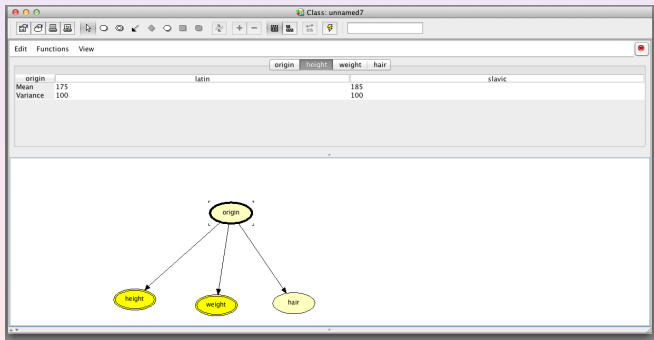 Class: unnamed7
Edit Functions View
origin height weight hair
origin latin slavic
Mean 175 185
Variance 100 100
origin
height
weight
hair